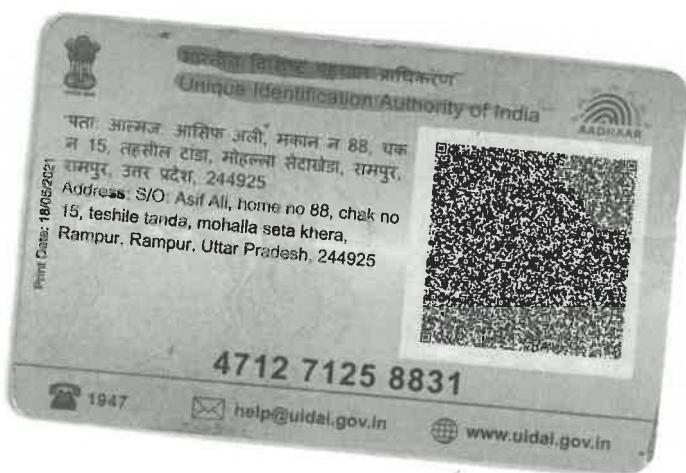 भारतीय विशिष्ट पहचान प्राधिकरण
Unique Identification Authority of India
AADHAAR
पता: आत्मज: आसिफ अली, मकान न 88, चक
न 15, तहसील टाडा, मोहल्ला सेटाखेडा, रामपुर,
रामपुर, उत्तर प्रदेश, 244925
Address: S/O: Asif Ali, home no 88, chak no
15, teshile tanda, mohalla seta khera,
Rampur, Rampur, Uttar Pradesh, 244925
Print Date: 18/05/2021
4712 7125 8831
1947
help@uidai.gov.in
www.uidai.gov.in